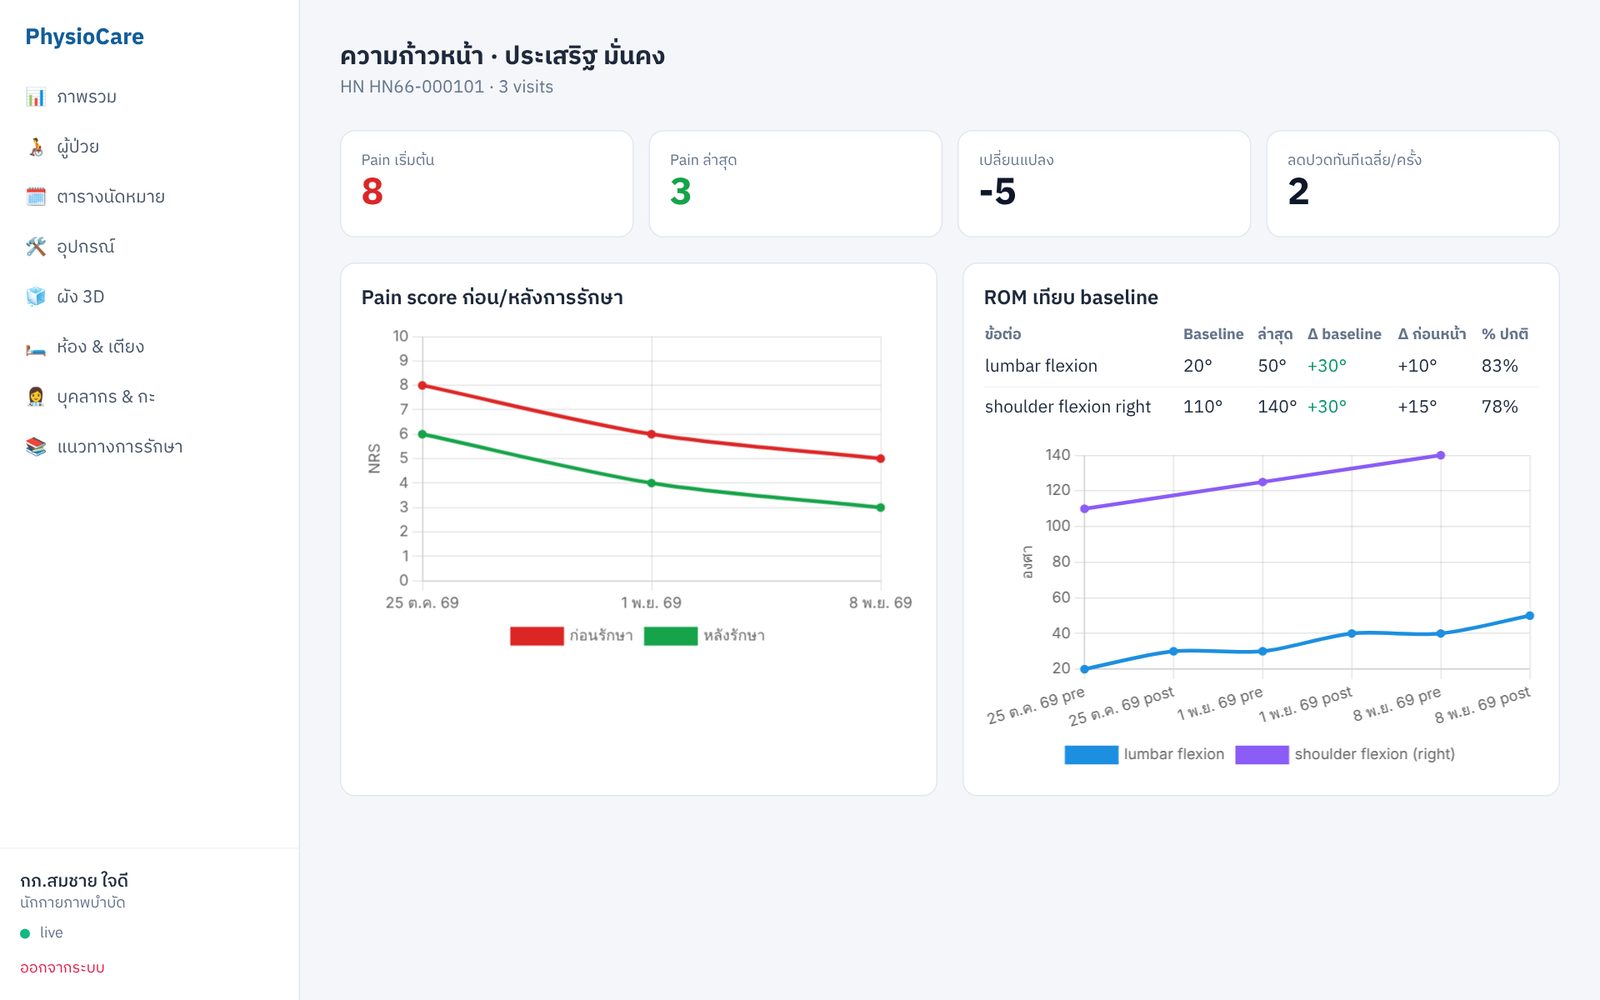 PhysioCare
ภาพรวม
ผู้ป่วย
ตารางนัดหมาย
อุปกรณ์
ผัง 3D
ห้อง & เตียง
บุคลากร & กะ
แนวทางการรักษา
กภ.สมชาย ใจดี
นักกายภาพบำบัด
live
ออกจากระบบ
ความก้าวหน้า · ประเสริฐ มั่นคง
HN HN66-000101 · 3 visits
Pain เริ่มต้น
8
Pain ล่าสุด
3
เปลี่ยนแปลง
-5
ลดปวดทันทีเฉลี่ย/ครั้ง
2
Pain score ก่อน/หลังการรักษา
10
9
8
7
6
5
4
3
2
1
0
NRS
25 ต.ค. 69 1 พ.ย. 69 8 พ.ย. 69
ก่อนรักษา หลังรักษา
ROM เทียบ baseline
ข้อต่อ Baseline ล่าสุด Δ baseline Δ ก่อนหน้า % ปกติ
lumbar flexion 20° 50° +30° +10° 83%
shoulder flexion right 110° 140° +30° +15° 78%
140
120
100
80
60
40
20
องศา
25 ต.ค. 69 pre 25 ต.ค. 69 post 1 พ.ย. 69 pre 1 พ.ย. 69 post 8 พ.ย. 69 pre 8 พ.ย. 69 post
lumbar flexion shoulder flexion (right)